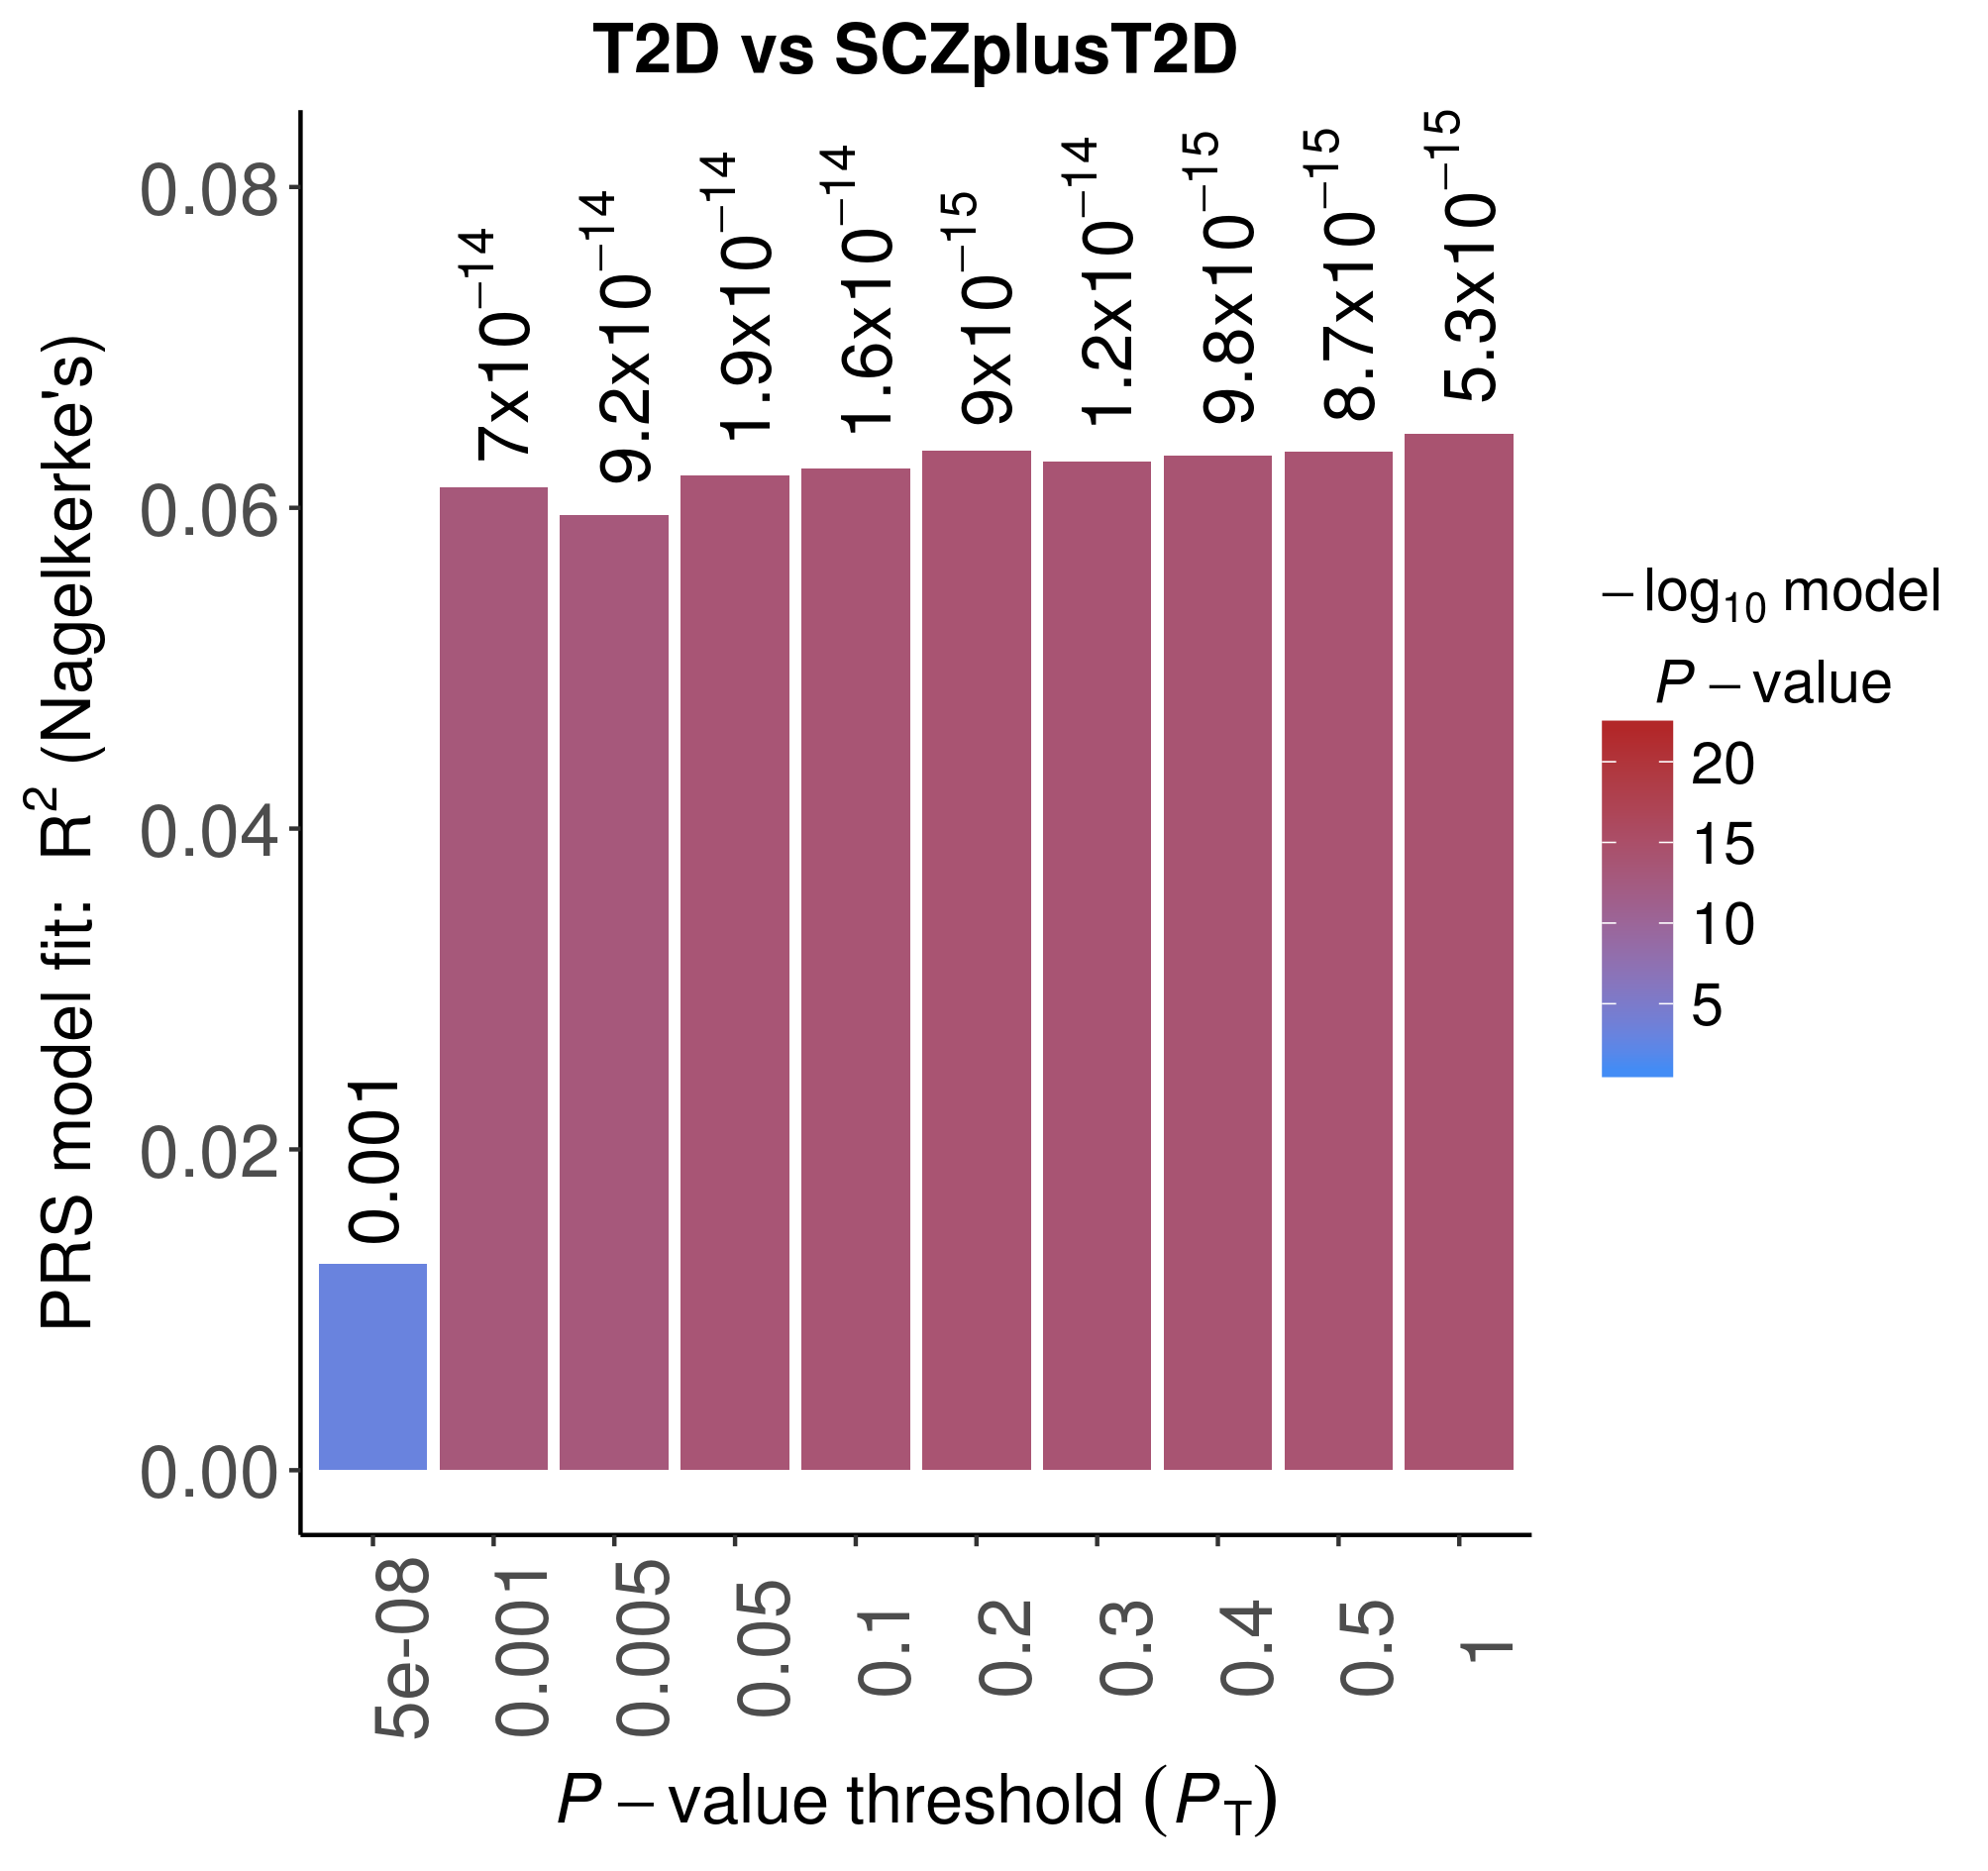 T2D vs SCZplusT2D
PRS model fit: R² (Nagelkerke's)
0.08
0.06
0.04
0.02
0.00
0.001
7x10⁻¹⁴
9.2x10⁻¹⁴
1.9x10⁻¹⁴
1.6x10⁻¹⁴
9x10⁻¹⁵
1.2x10⁻¹⁴
9.8x10⁻¹⁵
8.7x10⁻¹⁵
5.3x10⁻¹⁵
5e-08
0.001
0.005
0.05
0.1
0.2
0.3
0.4
0.5
1
P – value threshold (P_T)
–log₁₀ model
P – value
20
15
10
5